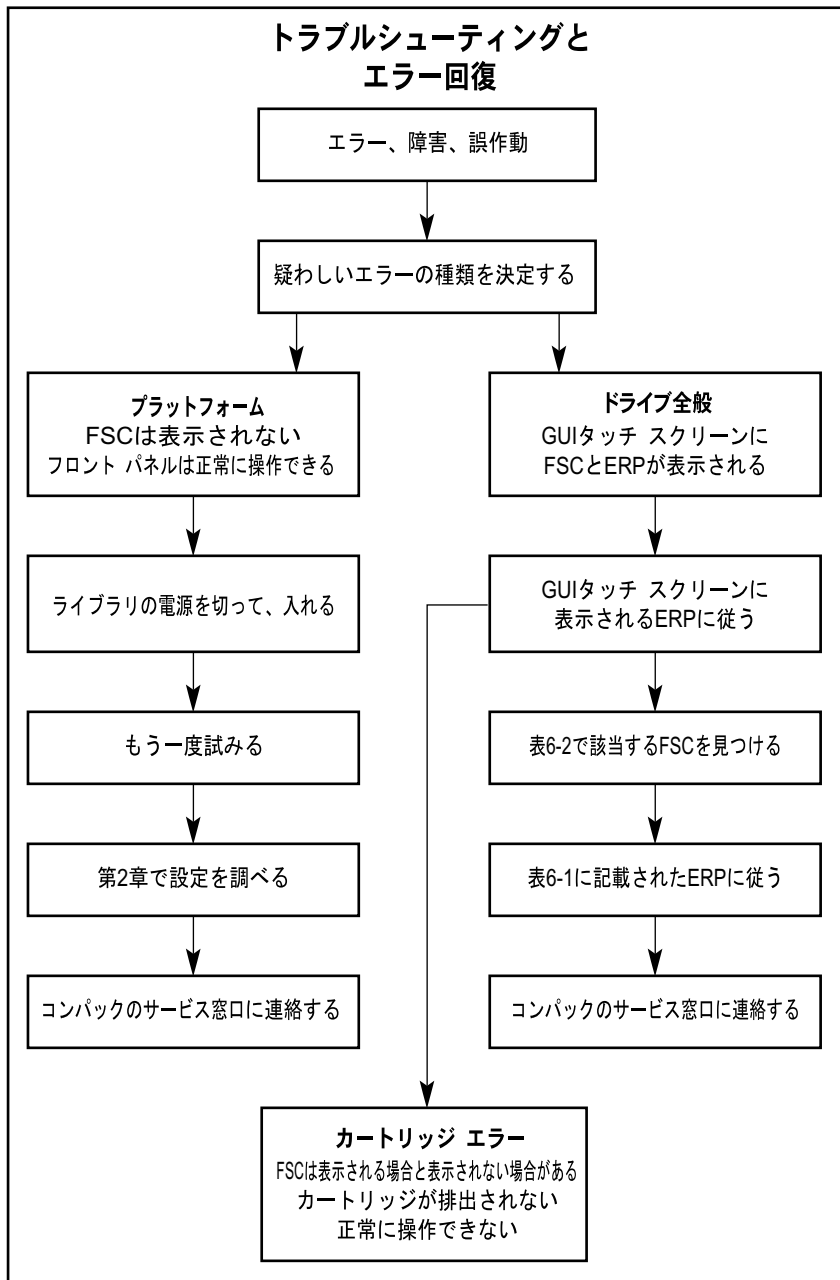 トラブルシューティングと
エラー回復
エラー、障害、誤作動
疑わしいエラーの種類を決定する
プラットフォーム
FSCは表示されない
フロント パネルは正常に操作できる
ライブラリの電源を切って、入れる
もう一度試みる
第2章で設定を調べる
コンパックのサービス窓口に連絡する
ドライブ全般
GUIタッチ スクリーンに
FSCとERPが表示される
GUIタッチ スクリーンに
表示されるERPに従う
表6-2で該当するFSCを見つける
表6-1に記載されたERPに従う
コンパックのサービス窓口に連絡する
カートリッジ エラー
FSCは表示される場合と表示されない場合がある
カートリッジが排出されない
正常に操作できない